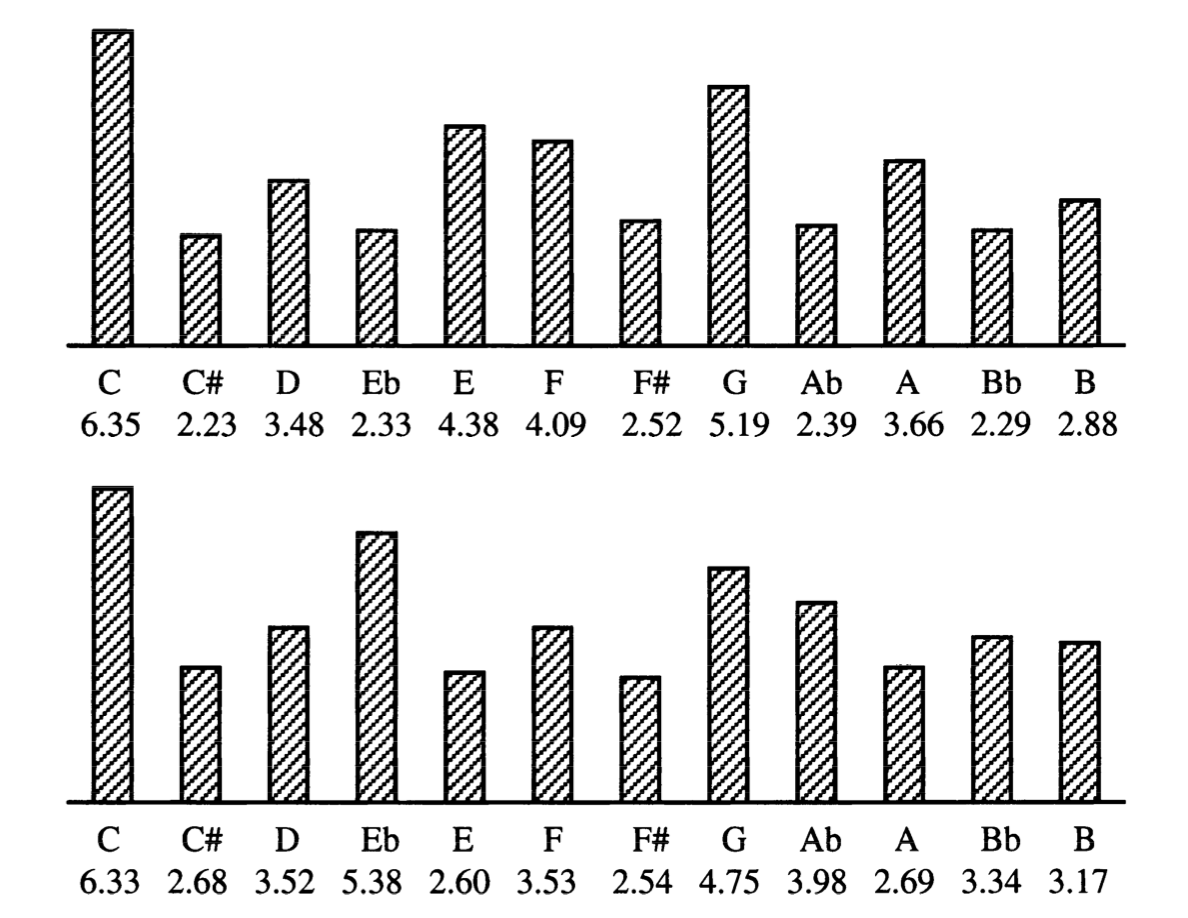 C C# D Eb E F F# G Ab A Bb B
6.35 2.23 3.48 2.33 4.38 4.09 2.52 5.19 2.39 3.66 2.29 2.88
C C# D Eb E F F# G Ab A Bb B
6.33 2.68 3.52 5.38 2.60 3.53 2.54 4.75 3.98 2.69 3.34 3.17